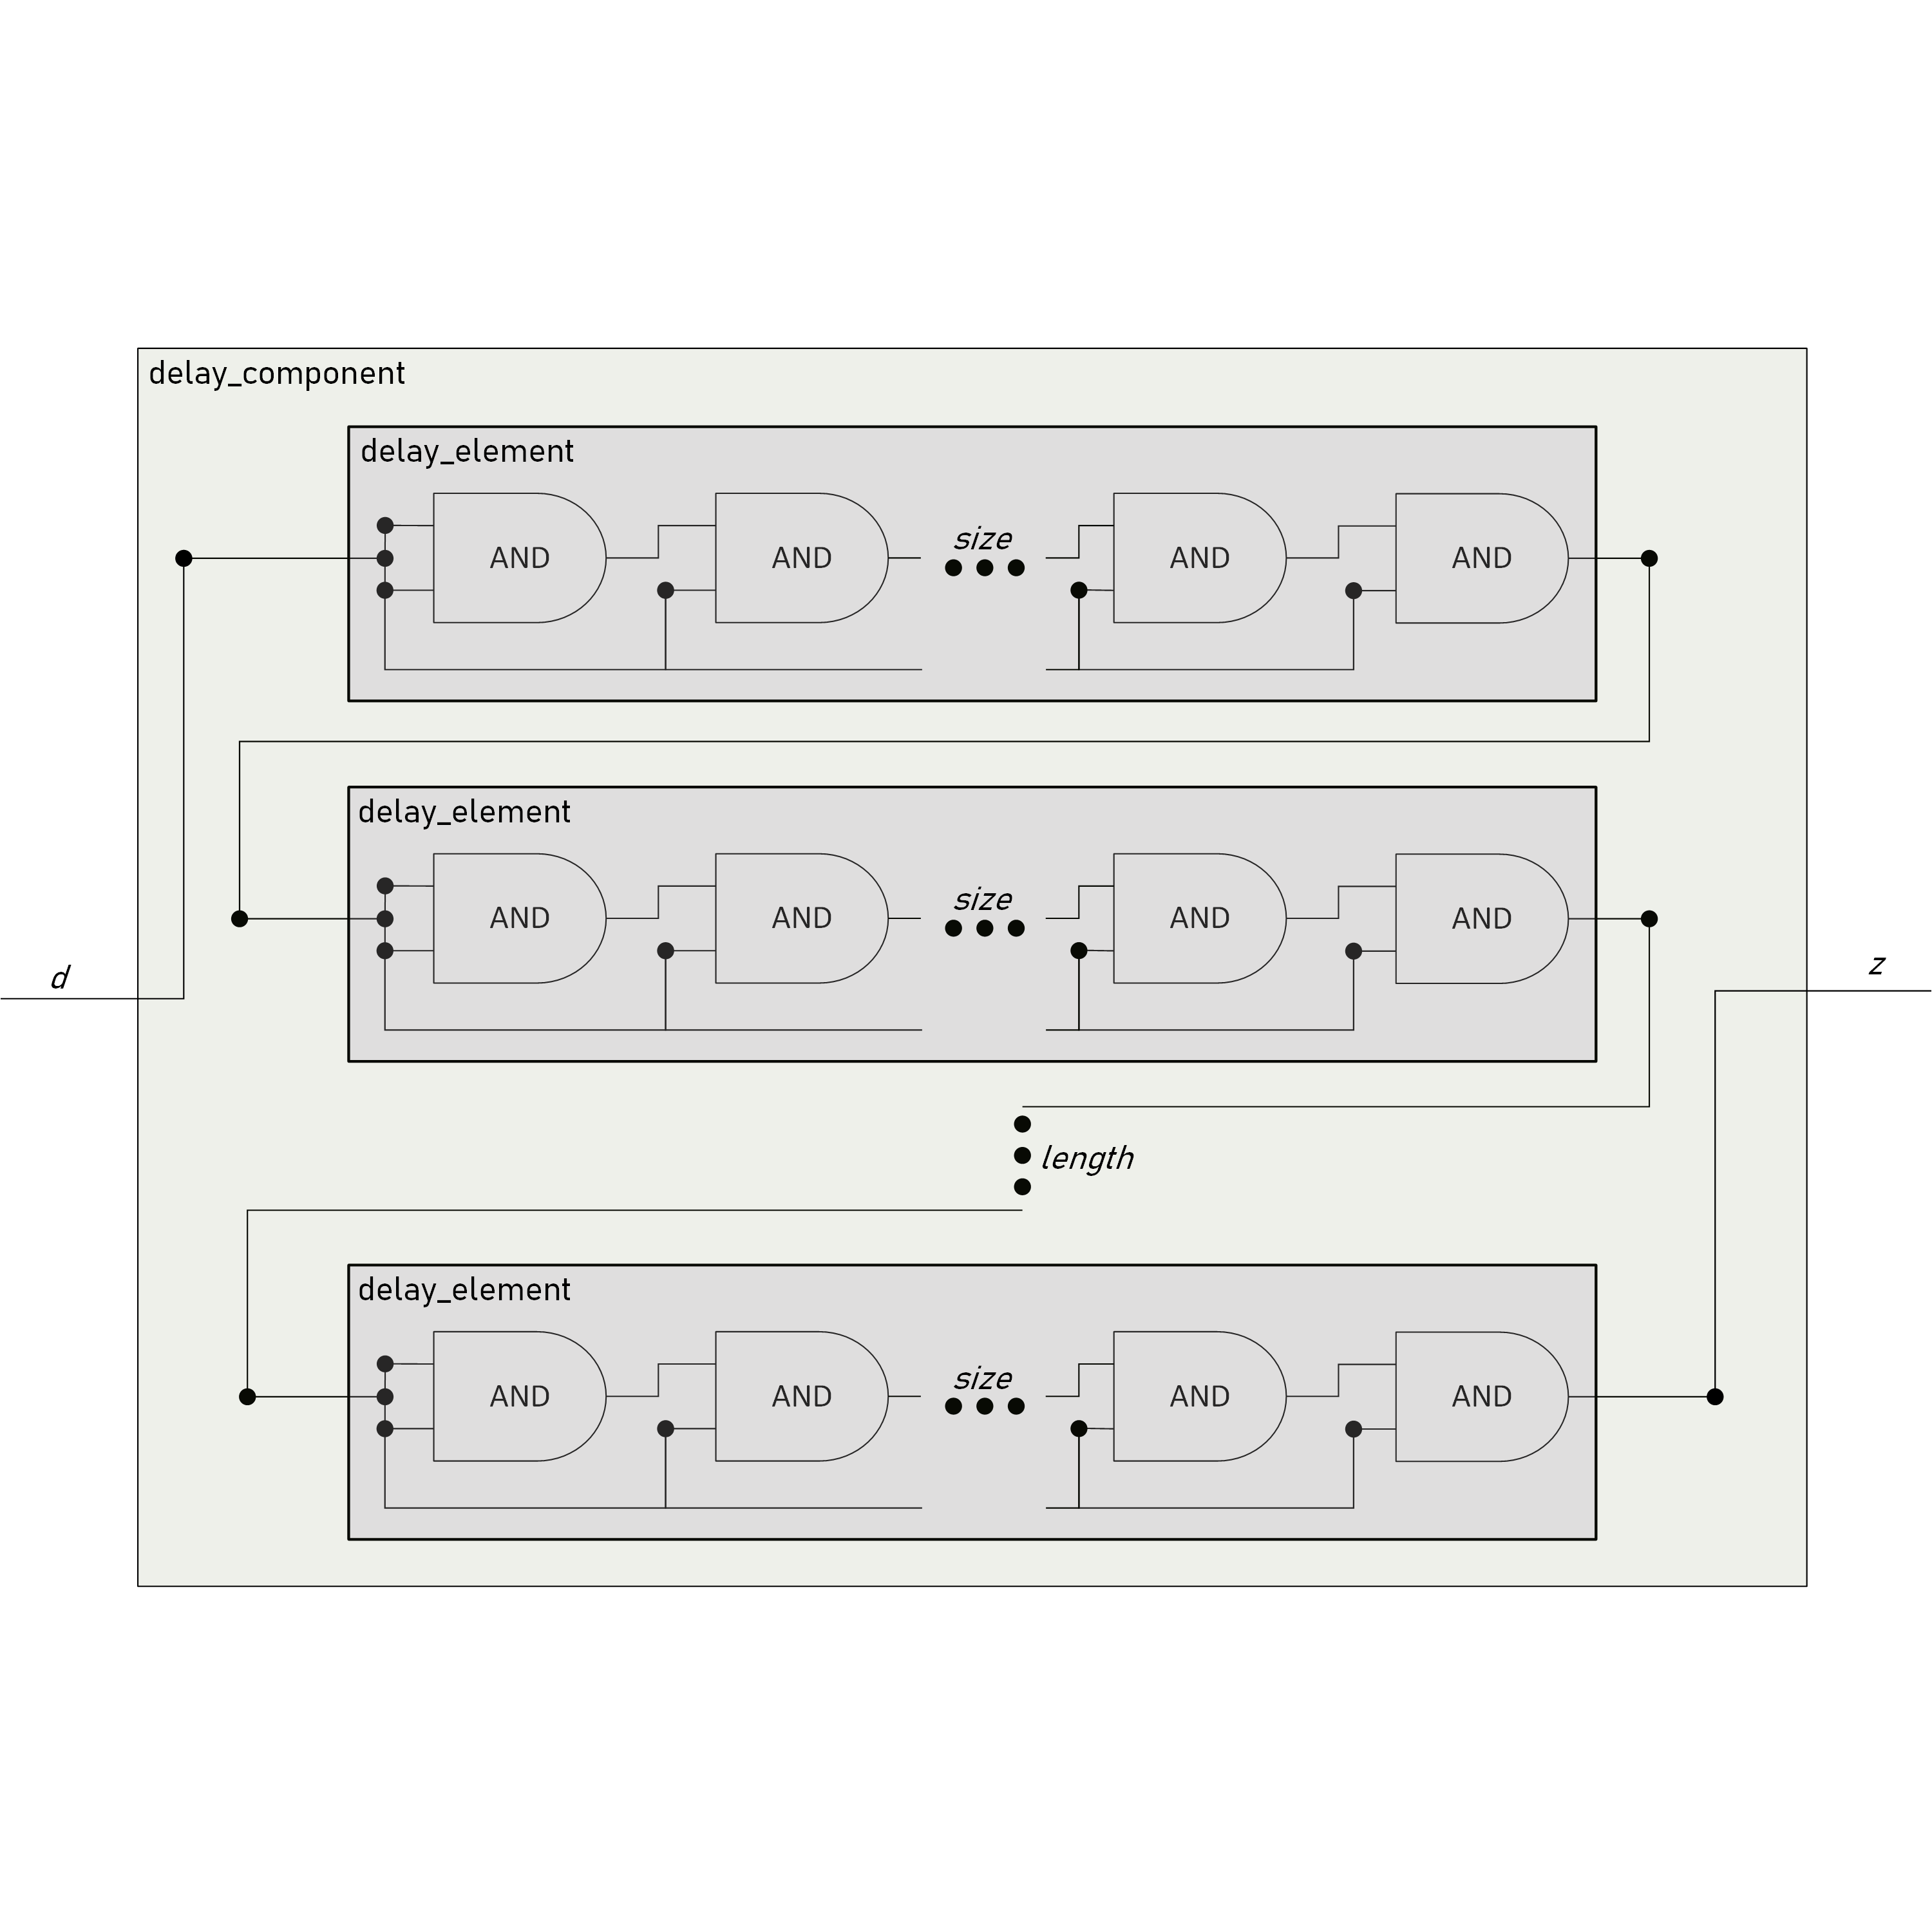 delay_component
delay_element
AND AND size AND AND
delay_element
AND AND size AND AND
d
z
length
delay_element
AND AND size AND AND